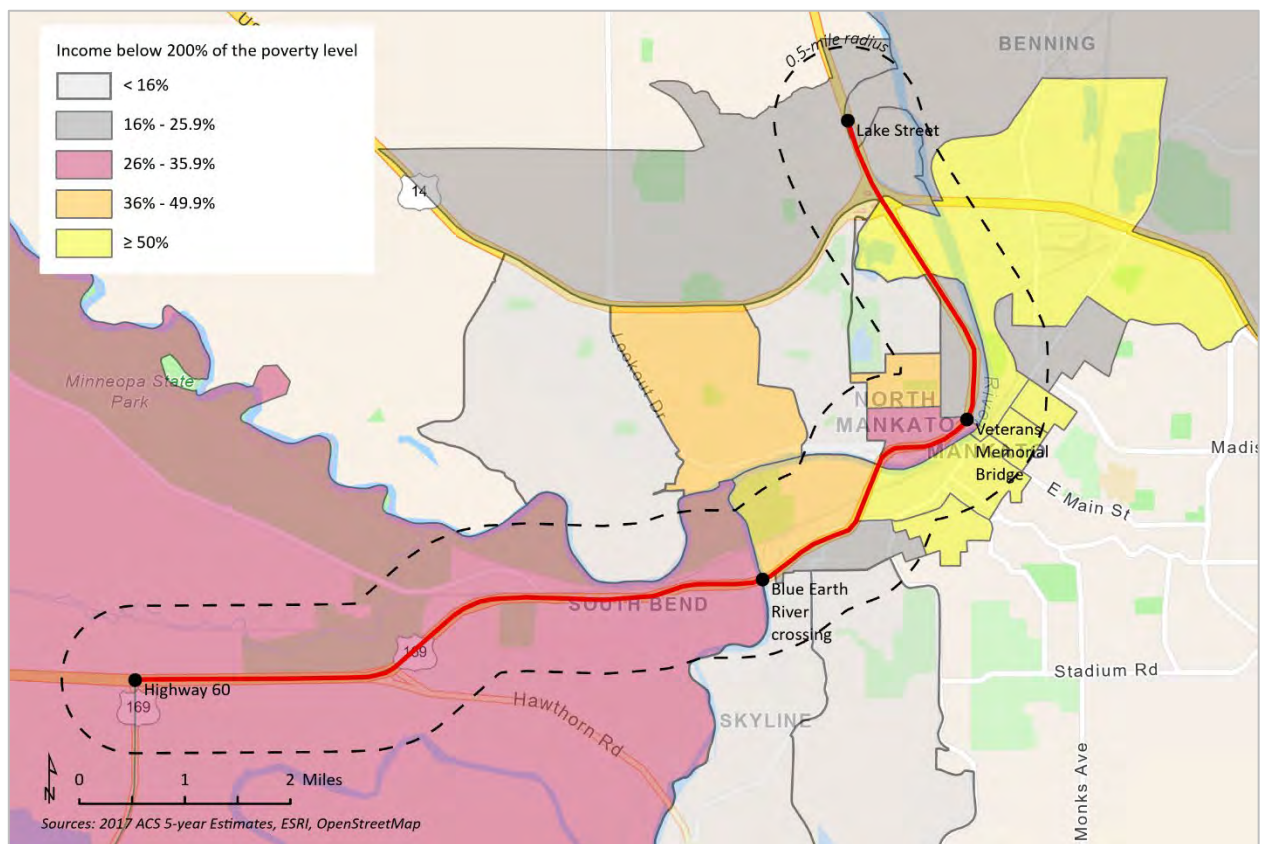 Income below 200% of the poverty level
< 16%
16% - 25.9%
26% - 35.9%
36% - 49.9%
≥ 50%
0.5-mile radius
BENNING
Lake Street
14
Lookout Dr
Minneopa State
Park
NORTH
MANKATO
River
Veterans
Memorial
Bridge
E Main St
Blue Earth
River
crossing
SOUTH BEND
169
Highway 60
169
Hawthorn Rd
SKYLINE
Stadium Rd
Monks Ave
N
0 1 2 Miles
Sources: 2017 ACS 5-year Estimates, ESRI, OpenStreetMap